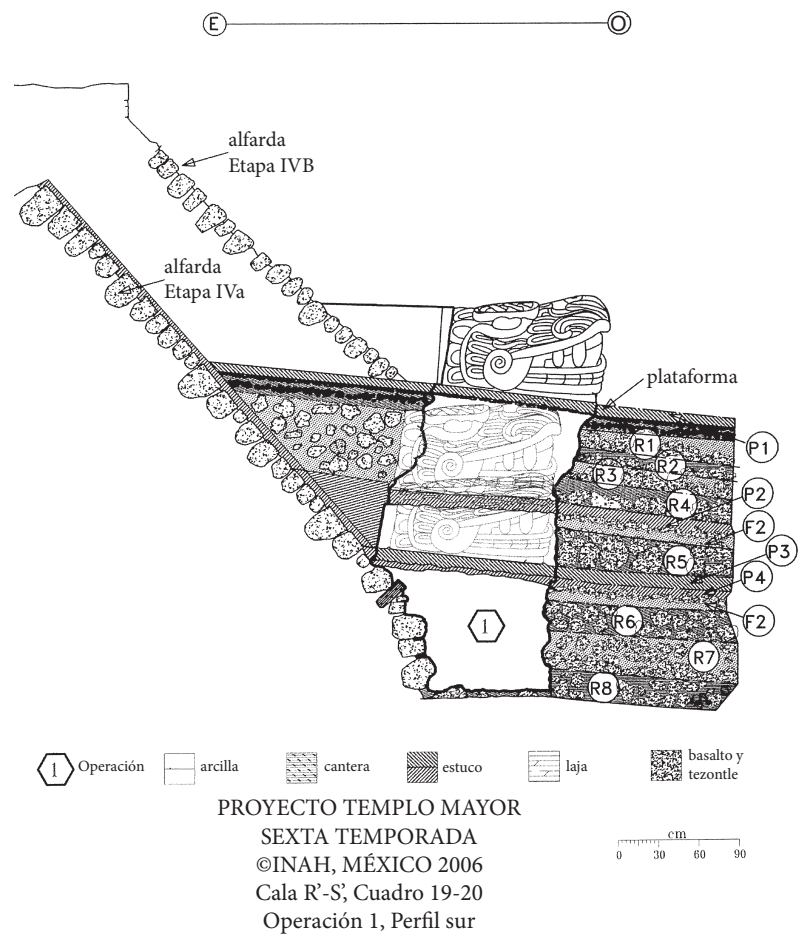 E
O
alfarda
Etapa IVB
alfarda
Etapa IVa
plataforma
R1
P1
R2
R3
P2
R4
F2
R5
P3
P4
F2
R6
1
R7
R8
1 Operación
arcilla
cantera
estuco
laja
basalto y
tezontle
PROYECTO TEMPLO MAYOR
SEXTA TEMPORADA
©INAH, MÉXICO 2006
Cala R'-S', Cuadro 19-20
Operación 1, Perfil sur
cm
0 30 60 90